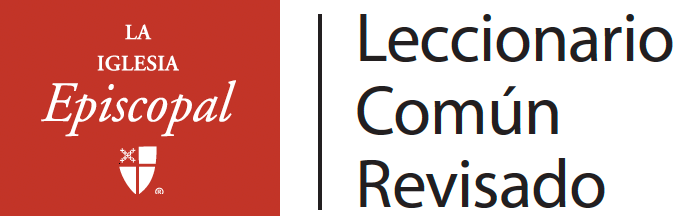 LA
IGLESIA
Episcopal
®
Leccionario
Común
Revisado